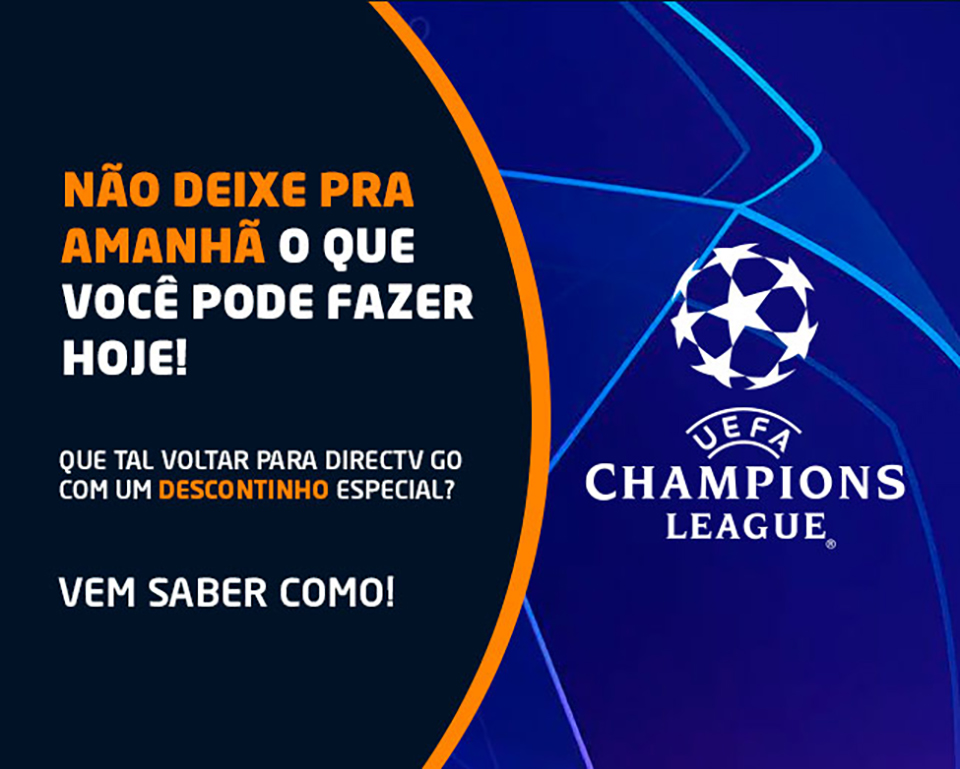 NÃO DEIXE PRA
AMANHÃ O QUE
VOCÊ PODE FAZER
HOJE!
QUE TAL VOLTAR PARA DIRECTV GO
COM UM DESCONTINHO ESPECIAL?
VEM SABER COMO!
UEFA
CHAMPIONS
LEAGUE®